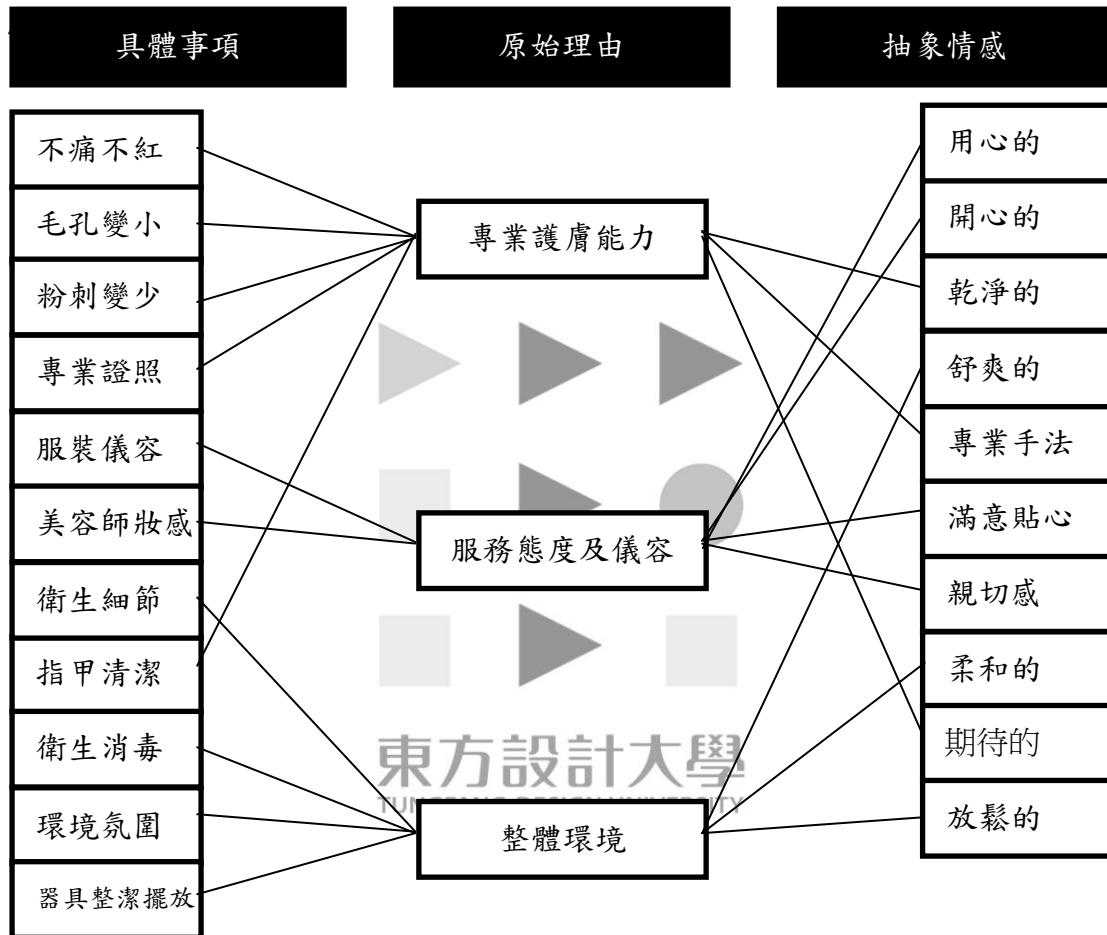 具體事項
原始理由
抽象情感
不痛不紅
毛孔變小
粉刺變少
專業證照
服裝儀容
美容師妝感
衛生細節
指甲清潔
衛生消毒
環境氛圍
器具整潔擺放
專業護膚能力
服務態度及儀容
整體環境
用心的
開心的
乾淨的
舒爽的
專業手法
滿意貼心
親切感
柔和的
期待的
放鬆的
東方設計大學